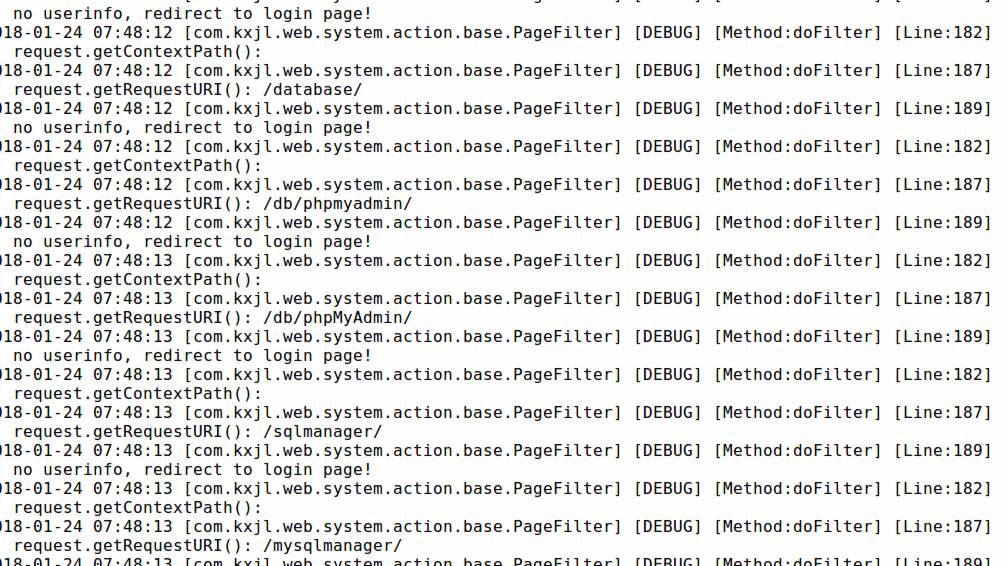 no userinfo, redirect to login page!
018-01-24 07:48:12 [com.kxjl.web.system.action.base.PageFilter] [DEBUG] [Method:doFilter] [Line:182]
request.getContextPath():
018-01-24 07:48:12 [com.kxjl.web.system.action.base.PageFilter] [DEBUG] [Method:doFilter] [Line:187]
request.getRequestURI(): /database/
018-01-24 07:48:12 [com.kxjl.web.system.action.base.PageFilter] [DEBUG] [Method:doFilter] [Line:189]
no userinfo, redirect to login page!
018-01-24 07:48:12 [com.kxjl.web.system.action.base.PageFilter] [DEBUG] [Method:doFilter] [Line:182]
request.getContextPath():
018-01-24 07:48:12 [com.kxjl.web.system.action.base.PageFilter] [DEBUG] [Method:doFilter] [Line:187]
request.getRequestURI(): /db/phpmyadmin/
018-01-24 07:48:12 [com.kxjl.web.system.action.base.PageFilter] [DEBUG] [Method:doFilter] [Line:189]
no userinfo, redirect to login page!
018-01-24 07:48:13 [com.kxjl.web.system.action.base.PageFilter] [DEBUG] [Method:doFilter] [Line:182]
request.getContextPath():
018-01-24 07:48:13 [com.kxjl.web.system.action.base.PageFilter] [DEBUG] [Method:doFilter] [Line:187]
request.getRequestURI(): /db/phpMyAdmin/
018-01-24 07:48:13 [com.kxjl.web.system.action.base.PageFilter] [DEBUG] [Method:doFilter] [Line:189]
no userinfo, redirect to login page!
018-01-24 07:48:13 [com.kxjl.web.system.action.base.PageFilter] [DEBUG] [Method:doFilter] [Line:182]
request.getContextPath():
018-01-24 07:48:13 [com.kxjl.web.system.action.base.PageFilter] [DEBUG] [Method:doFilter] [Line:187]
request.getRequestURI(): /sqlmanager/
018-01-24 07:48:13 [com.kxjl.web.system.action.base.PageFilter] [DEBUG] [Method:doFilter] [Line:189]
no userinfo, redirect to login page!
018-01-24 07:48:13 [com.kxjl.web.system.action.base.PageFilter] [DEBUG] [Method:doFilter] [Line:182]
request.getContextPath():
018-01-24 07:48:13 [com.kxjl.web.system.action.base.PageFilter] [DEBUG] [Method:doFilter] [Line:187]
request.getRequestURI(): /mysqlmanager/
018-01-24 07:48:13 [com.kxjl.web.system.action.base.PageFilter] [DEBUG] [Method:doFilter] [Line:189]